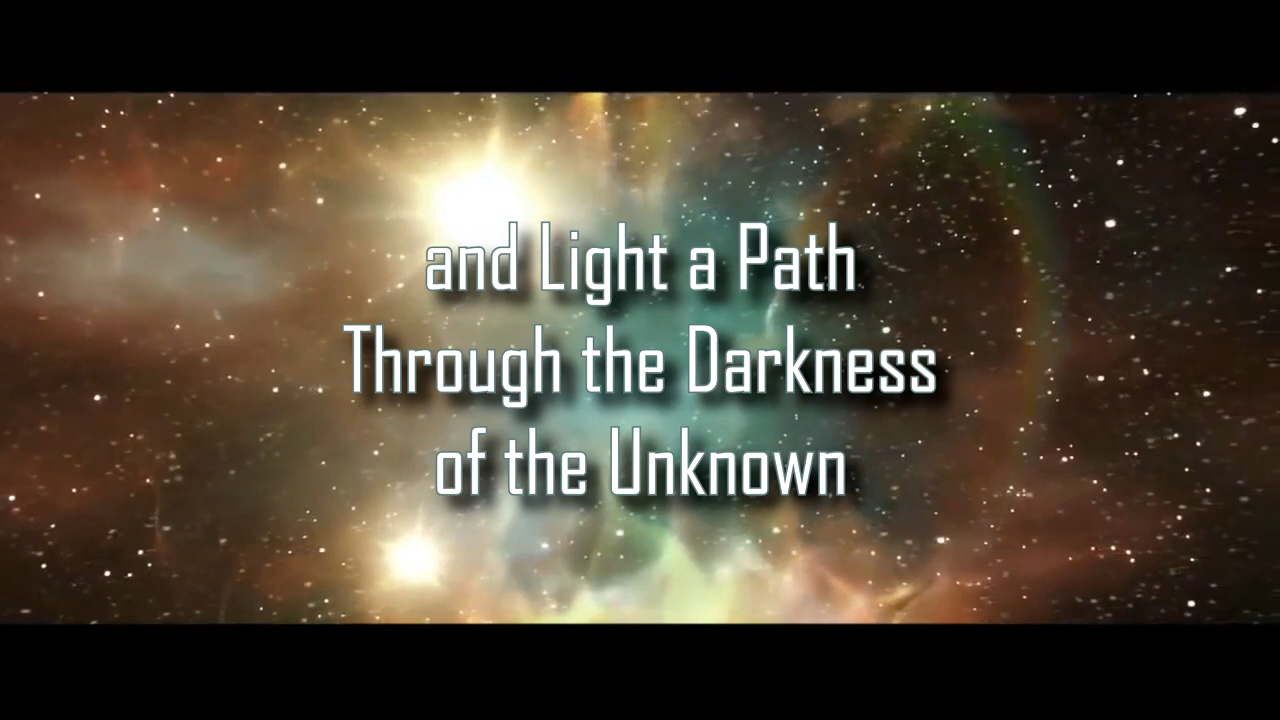 and Light a Path
Through the Darkness
of the Unknown